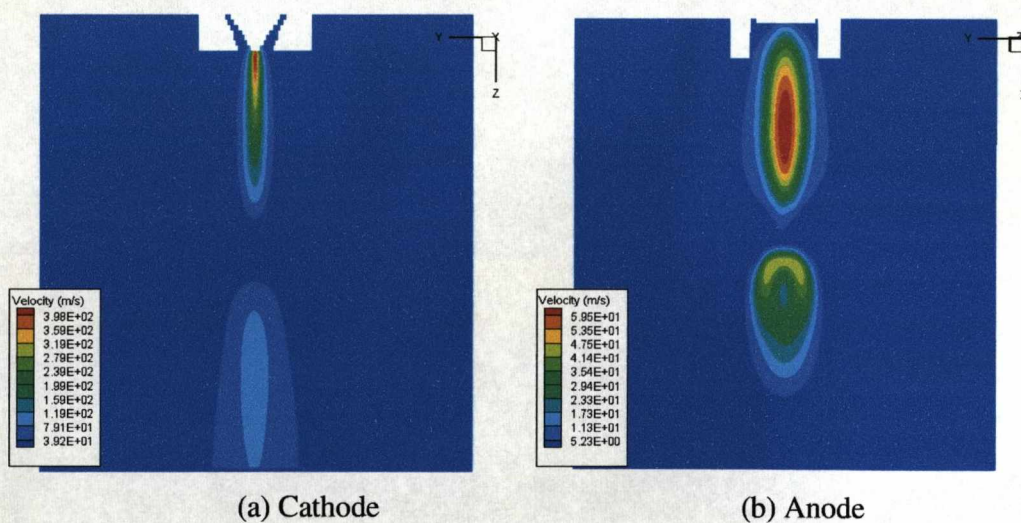 Y
X
Z
Velocity (m/s)
3.98E+02
3.59E+02
3.19E+02
2.79E+02
2.39E+02
1.99E+02
1.59E+02
1.19E+02
7.91E+01
3.92E+01
(a) Cathode
Y
Velocity (m/s)
5.95E+01
5.35E+01
4.75E+01
4.14E+01
3.54E+01
2.94E+01
2.33E+01
1.73E+01
1.13E+01
5.23E+00
(b) Anode